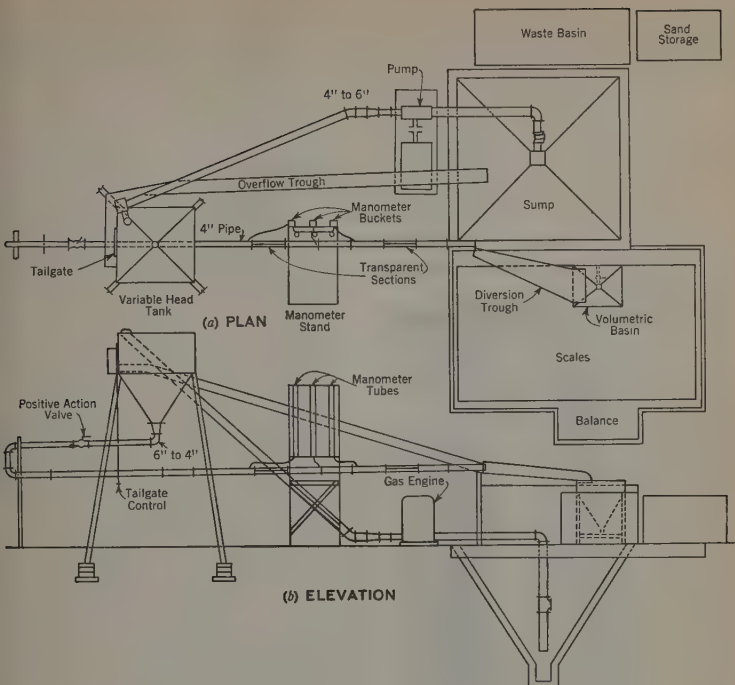 Waste Basin
Sand
Storage
Pump
4" to 6"
Overflow Trough
Manometer
Buckets
Sump
4" Pipe
Tailgate
Transparent
Sections
Variable Head
Tank
Diversion
Trough
Volumetric
Basin
(a) PLAN
Manometer
Stand
Scales
Manometer
Tubes
Positive Action
Valve
Balance
6" to 4"
Gas Engine
Tailgate
Control
(b) ELEVATION